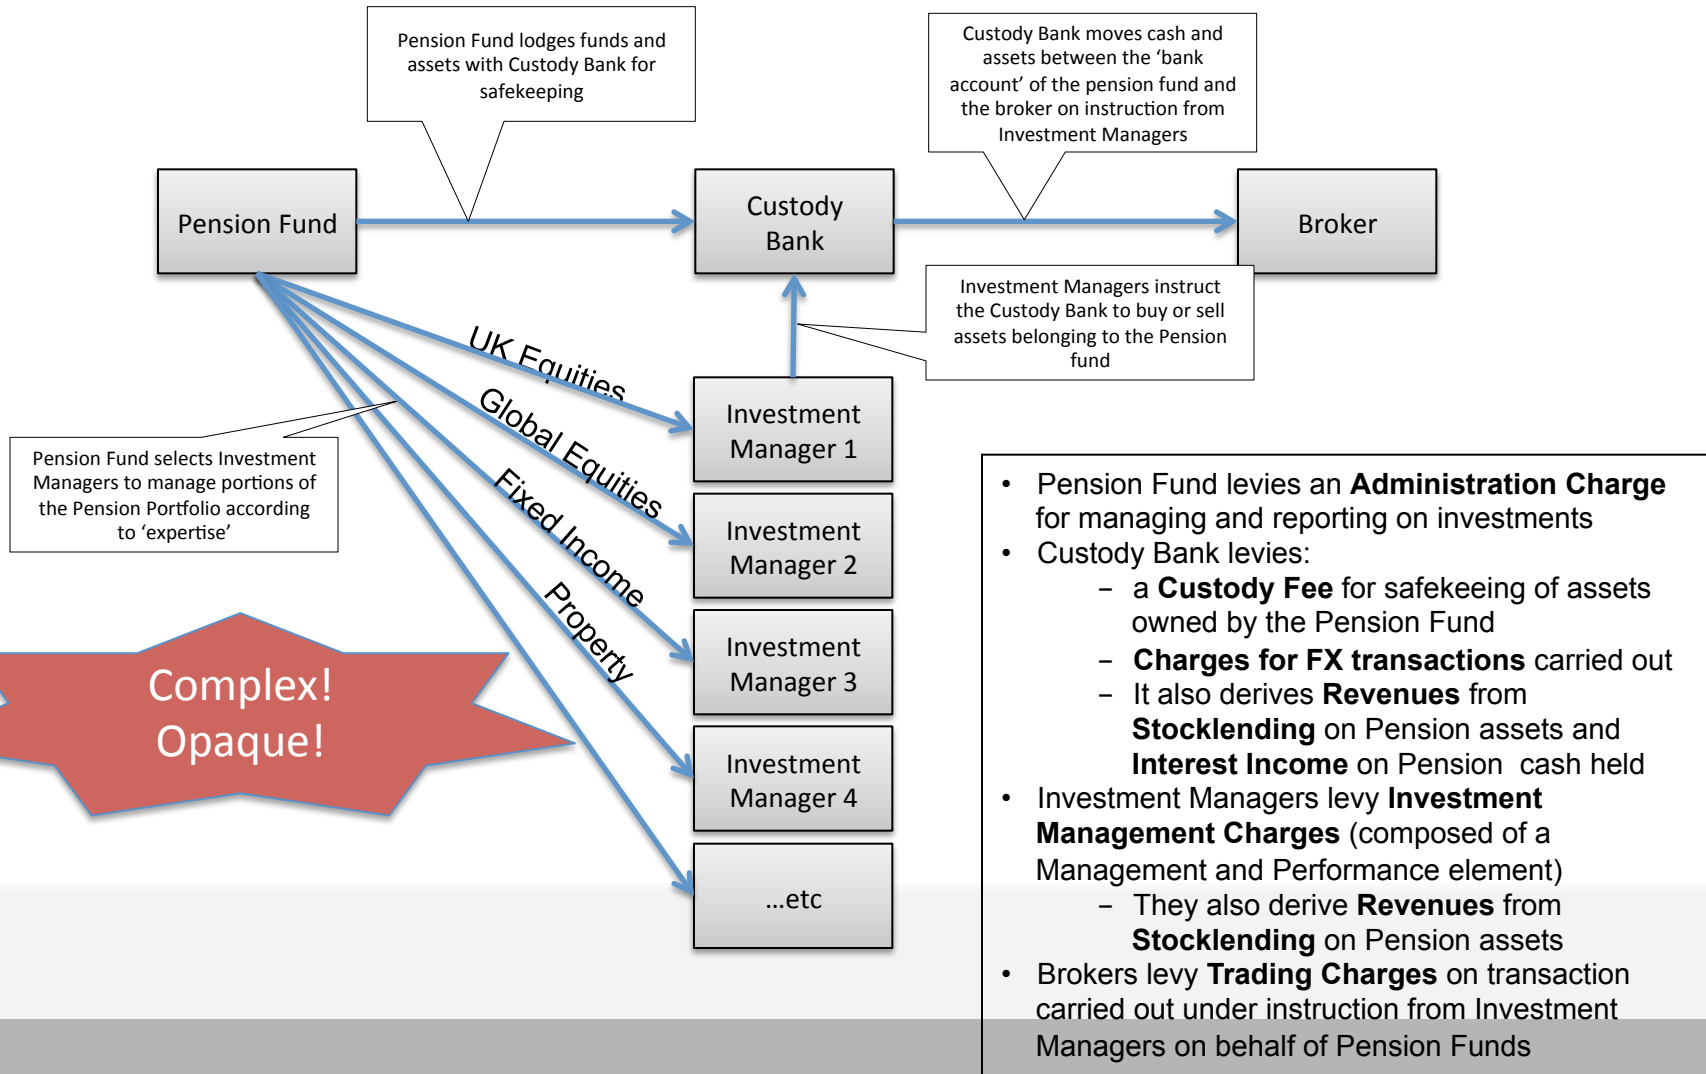 Pension Fund lodges funds and
assets with Custody Bank for
safekeeping
Custody Bank moves cash and
assets between the ‘bank
account’ of the pension fund and
the broker on instruction from
Investment Managers
Pension Fund
Custody
Bank
Broker
Investment Managers instruct
the Custody Bank to buy or sell
assets belonging to the Pension
fund
UK Equities
Global Equities
Fixed Income
Property
Pension Fund selects Investment
Managers to manage portions of
the Pension Portfolio according
to ‘expertise’
Investment
Manager 1
Investment
Manager 2
Investment
Manager 3
Investment
Manager 4
...etc
Complex!
Opaque!
• Pension Fund levies an Administration Charge
for managing and reporting on investments
• Custody Bank levies:
– a Custody Fee for safekeeing of assets
owned by the Pension Fund
– Charges for FX transactions carried out
– It also derives Revenues from
Stocklending on Pension assets and
Interest Income on Pension cash held
• Investment Managers levy Investment
Management Charges (composed of a
Management and Performance element)
– They also derive Revenues from
Stocklending on Pension assets
• Brokers levy Trading Charges on transaction
carried out under instruction from Investment
Managers on behalf of Pension Funds